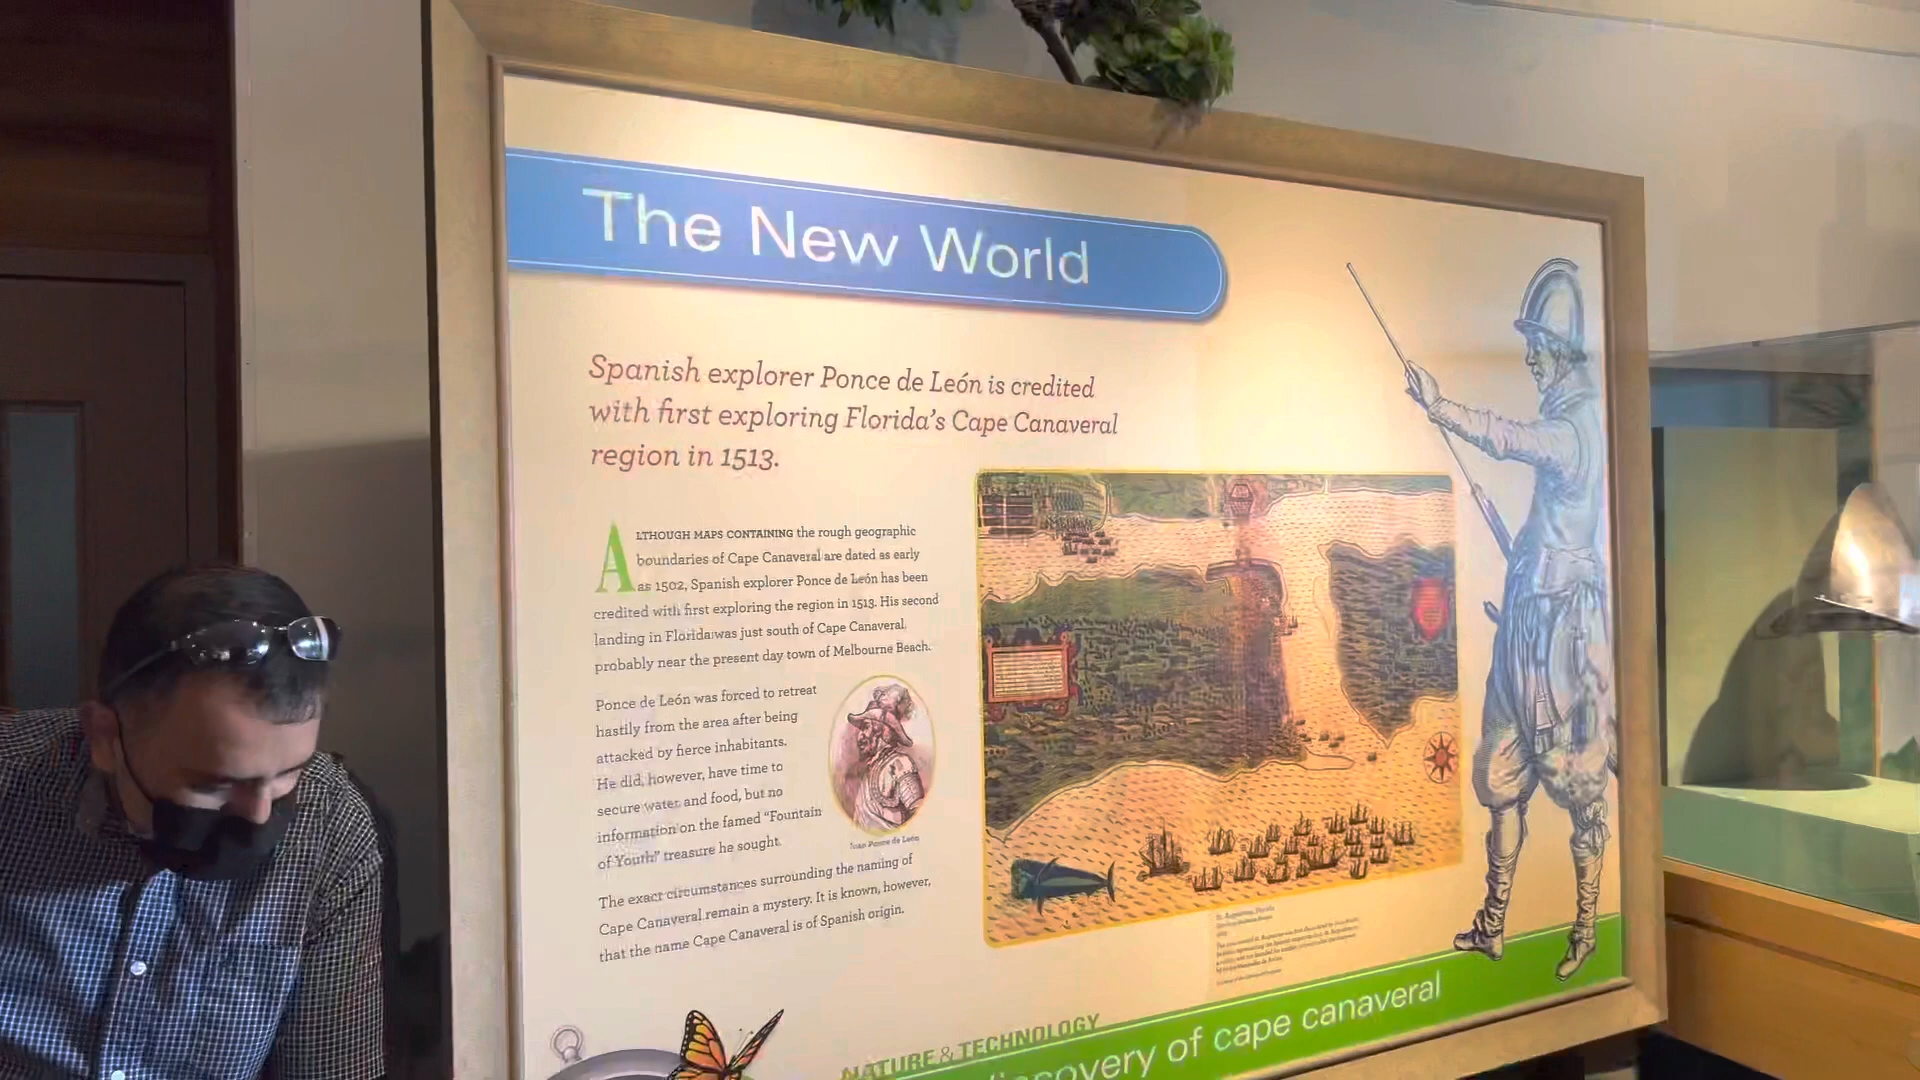 The New World
Spanish explorer Ponce de León is credited
with first exploring Florida's Cape Canaveral
region in 1513.
ALTHOUGH MAPS CONTAINING the rough geographic
boundaries of Cape Canaveral are dated as early
as 1502, Spanish explorer Ponce de León has been
credited with first exploring the region in 1513. His second
landing in Florida was just south of Cape Canaveral,
probably near the present day town of Melbourne Beach.
Ponce de León was forced to retreat
hastily from the area after being
attacked by fierce inhabitants.
He did, however, have time to
secure water and food, but no
information on the famed “Fountain
of Youth” treasure he sought.
Juan Ponce de León
The exact circumstances surrounding the naming of
Cape Canaveral remain a mystery. It is known, however,
that the name Cape Canaveral is of Spanish origin.
St. Augustine, Florida
NATURE & TECHNOLOGY
discovery of cape canaveral